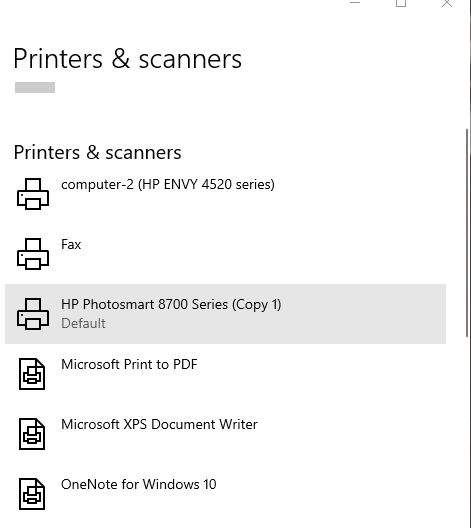 Printers & scanners
Printers & scanners
computer-2 (HP ENVY 4520 series)
Fax
HP Photosmart 8700 Series (Copy 1)
Default
Microsoft Print to PDF
Microsoft XPS Document Writer
OneNote for Windows 10